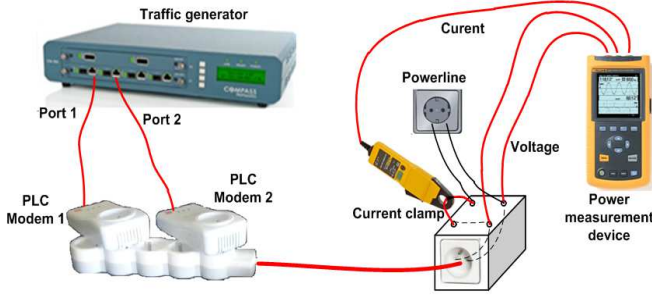 Traffic generator
Curent
COMPASS
Powerline
Port 1
Port 2
Voltage
PLC
Modem 1
PLC
Modem 2
Current clamp
Power
measurement
device